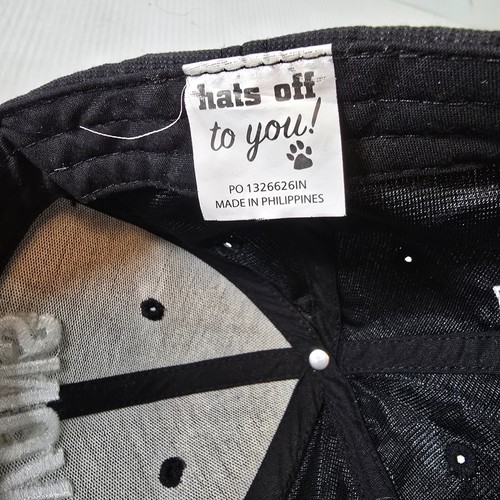 hats off
to you!
PO 1326626IN
MADE IN PHILIPPINES